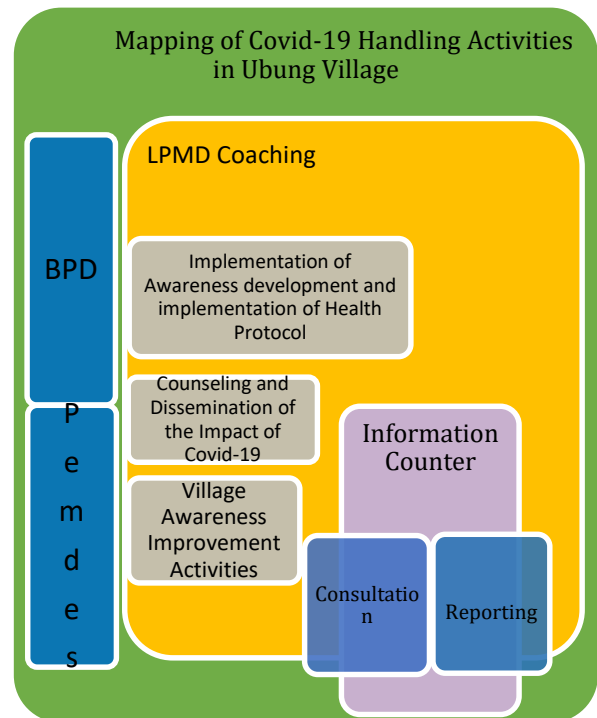 Mapping of Covid-19 Handling Activities
in Ubung Village
LPMD Coaching
BPD
Implementation of
Awareness development and
implementation of Health
Protocol
Counseling and
Dissemination of
the Impact of
Covid-19
Village
Awareness
Improvement
Activities
P
e
m
d
e
s
Information
Counter
Consultatio
n
Reporting